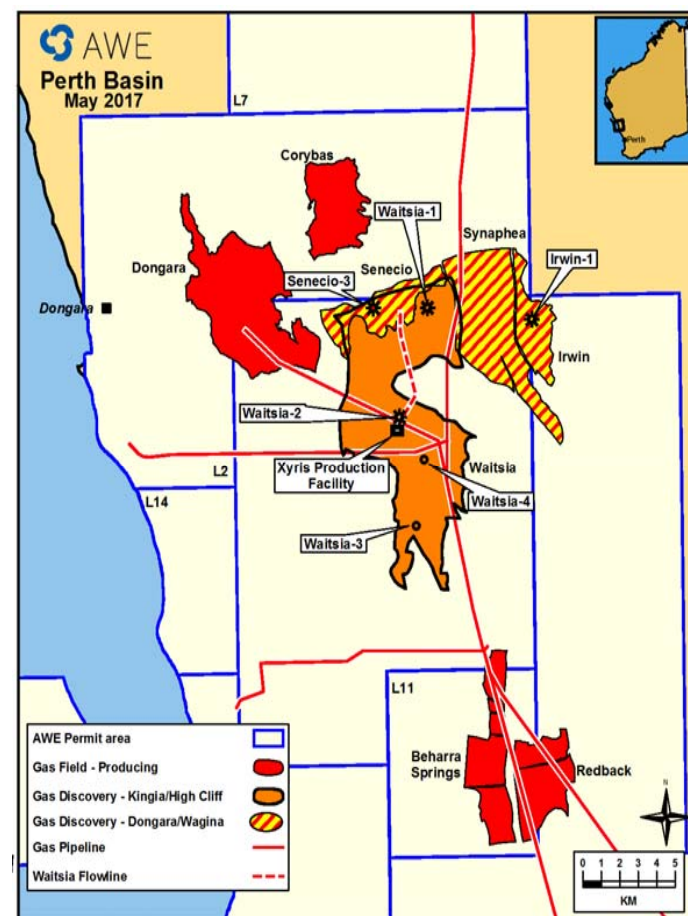 AWE
Perth Basin
May 2017
Perth
L7
Corybas
Waitsia-1
Synaphea
Dongara
Senecio
Irwin-1
Senecio-3
Dongara
Irwin
Waitsia-2
L2
Xyris Production
Facility
Waitsia
L14
Waitsia-4
Waitsia-3
L11
AWE Permit area
Gas Field - Producing
Gas Discovery - Kingia/High Cliff
Gas Discovery - Dongara/Wagina
Gas Pipeline
Waitsia Flowline
Beharra
Springs
Redback
N
0 1 2 3 4 5
KM